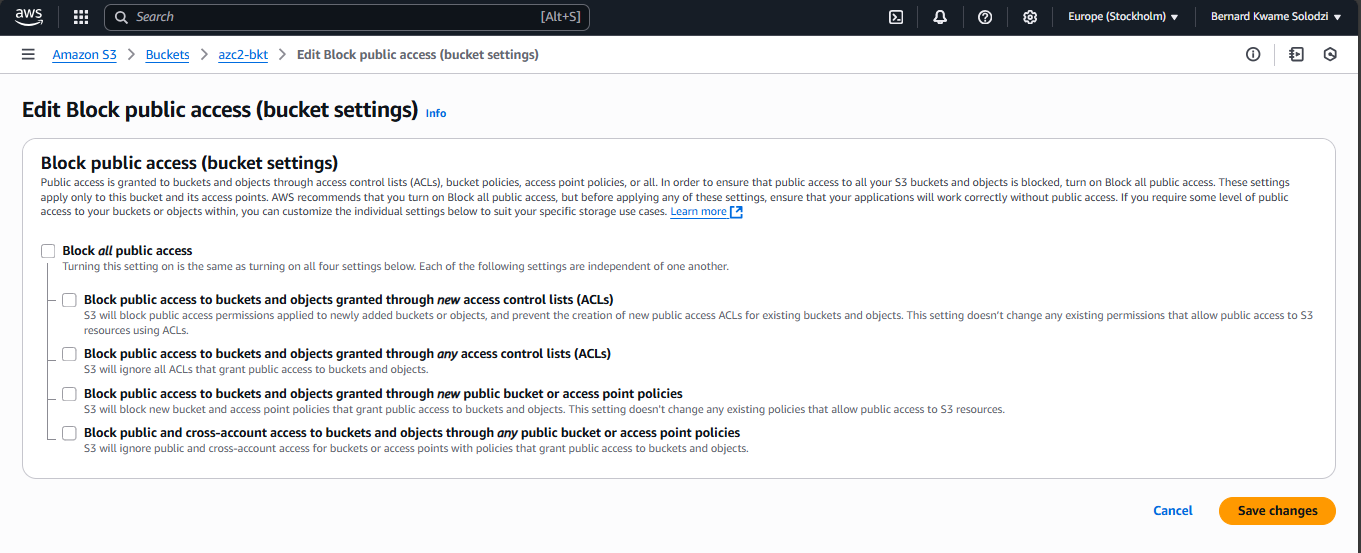 aws
Search
[Alt+S]
Europe (Stockholm)
Bernard Kwame Solodzi
Amazon S3 > Buckets > azc2-bkt > Edit Block public access (bucket settings)
Edit Block public access (bucket settings) Info
Block public access (bucket settings)
Public access is granted to buckets and objects through access control lists (ACLs), bucket policies, access point policies, or all. In order to ensure that public access to all your S3 buckets and objects is blocked, turn on Block all public access. These settings
apply only to this bucket and its access points. AWS recommends that you turn on Block all public access, but before applying any of these settings, ensure that your applications will work correctly without public access. If you require some level of public
access to your buckets or objects within, you can customize the individual settings below to suit your specific storage use cases. Learn more
Block all public access
Turning this setting on is the same as turning on all four settings below. Each of the following settings are independent of one another.
Block public access to buckets and objects granted through new access control lists (ACLs)
S3 will block public access permissions applied to newly added buckets or objects, and prevent the creation of new public access ACLs for existing buckets and objects. This setting doesn't change any existing permissions that allow public access to S3
resources using ACLs.
Block public access to buckets and objects granted through any access control lists (ACLs)
S3 will ignore all ACLs that grant public access to buckets and objects.
Block public access to buckets and objects granted through new public bucket or access point policies
S3 will block new bucket and access point policies that grant public access to buckets and objects. This setting doesn't change any existing policies that allow public access to S3 resources.
Block public and cross-account access to buckets and objects through any public bucket or access point policies
S3 will ignore public and cross-account access for buckets or access points with policies that grant public access to buckets and objects.
Cancel
Save changes